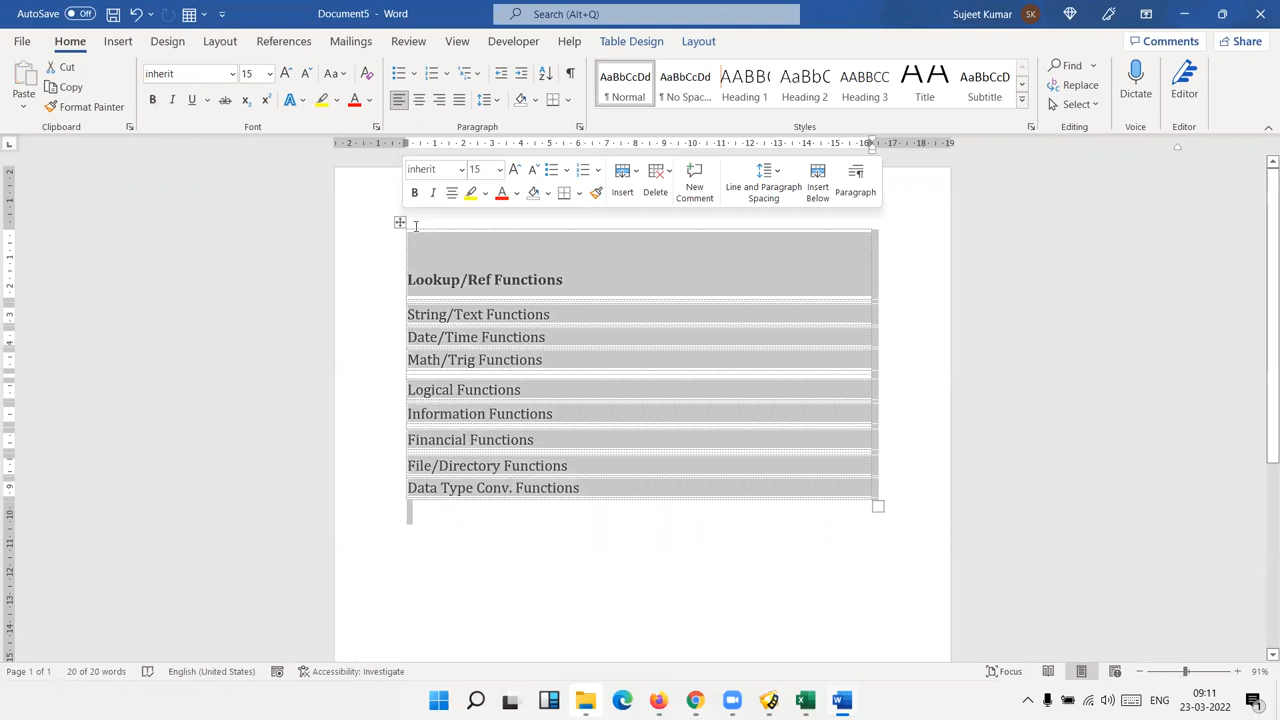 AutoSave Off
Document5 - Word
Search (Alt+Q)
Sujeet Kumar SK
File Home Insert Design Layout References Mailings Review View Developer Help Table Design Layout
Comments Share
Paste
Cut
Copy
Format Painter
Clipboard
inherit 15
Font
Paragraph
AaBbCcDd AaBbCcDd AABB( AaBbC AABBCC AA AaBbCcDd
¶ Normal ¶ No Spac... Heading 1 Heading 2 Heading 3 Title Subtitle
Styles
Find
Replace
Select
Editing
Dictate
Voice
Editor
Editor
inherit 15
Insert Delete New Comment Line and Paragraph Spacing Insert Below Paragraph
Lookup/Ref Functions
String/Text Functions
Date/Time Functions
Math/Trig Functions
Logical Functions
Information Functions
Financial Functions
File/Directory Functions
Data Type Conv. Functions
Page 1 of 1 20 of 20 words English (United States) Accessibility: Investigate
Focus 91%
ENG
09:11
23-03-2022